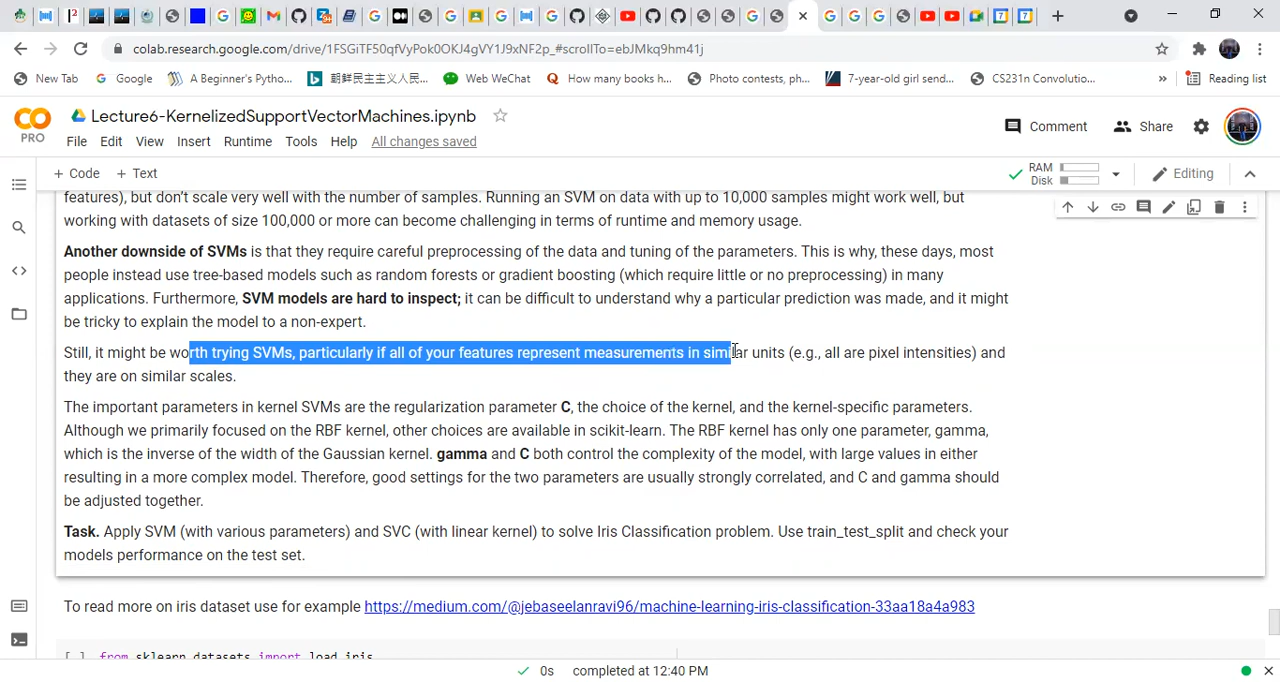 colab.research.google.com/drive/1FSGiTF50qfVyPok0OKJ4gVY1J9xNF2p_#scrollTo=ebJMkq9hm41j
New Tab Google A Beginner's Pytho... 朝鮮民主主義人民... Web WeChat How many books h... Photo contests, ph... 7-year-old girl send... CS231n Convolutio... » Reading list
Lecture6-KernelizedSupportVectorMachines.ipynb
Comment Share
PRO
File Edit View Insert Runtime Tools Help All changes saved
+ Code + Text
RAM
Disk
Editing
features), but don't scale very well with the number of samples. Running an SVM on data with up to 10,000 samples might work well, but
working with datasets of size 100,000 or more can become challenging in terms of runtime and memory usage.
Another downside of SVMs is that they require careful preprocessing of the data and tuning of the parameters. This is why, these days, most
people instead use tree-based models such as random forests or gradient boosting (which require little or no preprocessing) in many
applications. Furthermore, SVM models are hard to inspect; it can be difficult to understand why a particular prediction was made, and it might
be tricky to explain the model to a non-expert.
Still, it might be worth trying SVMs, particularly if all of your features represent measurements in similar units (e.g., all are pixel intensities) and
they are on similar scales.
The important parameters in kernel SVMs are the regularization parameter C, the choice of the kernel, and the kernel-specific parameters.
Although we primarily focused on the RBF kernel, other choices are available in scikit-learn. The RBF kernel has only one parameter, gamma,
which is the inverse of the width of the Gaussian kernel. gamma and C both control the complexity of the model, with large values in either
resulting in a more complex model. Therefore, good settings for the two parameters are usually strongly correlated, and C and gamma should
be adjusted together.
Task. Apply SVM (with various parameters) and SVC (with linear kernel) to solve Iris Classification problem. Use train_test_split and check your
models performance on the test set.
To read more on iris dataset use for example https://medium.com/@jebaseelanravi96/machine-learning-iris-classification-33aa18a4a983
[ ] from sklearn.datasets import load_iris
0s completed at 12:40 PM